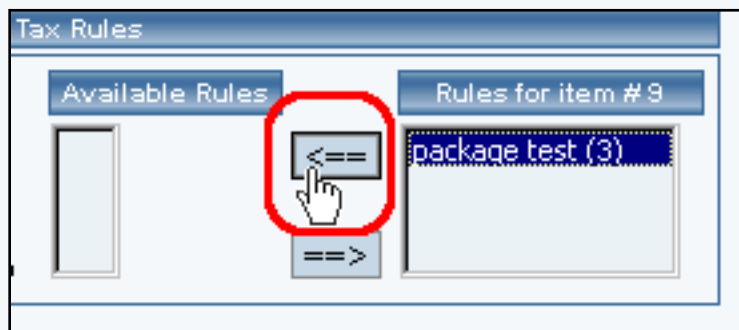 Tax Rules
Available Rules
Rules for item # 9
<==
package test (3)
==>